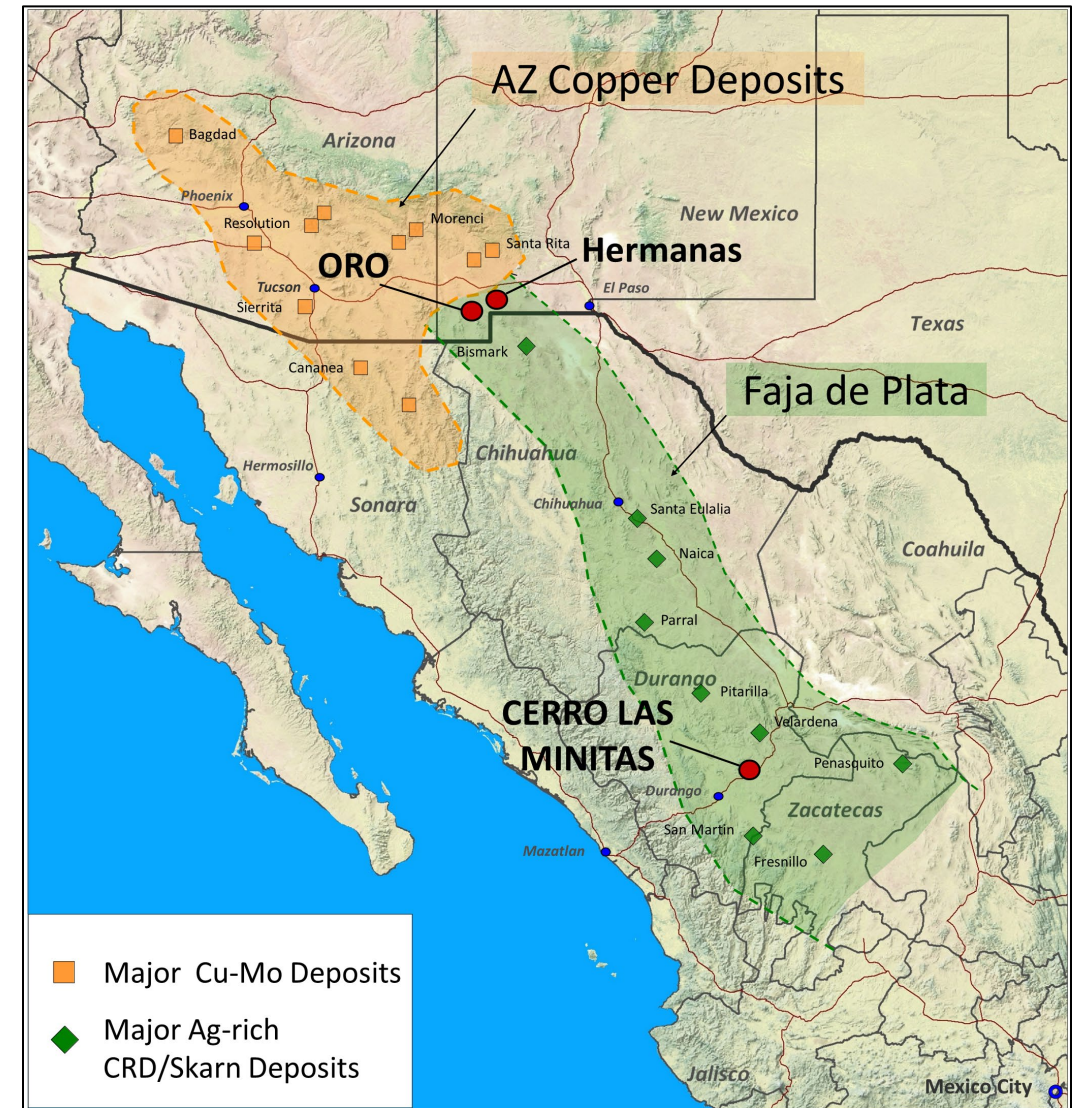 AZ Copper Deposits
Bagdad
Arizona
Phoenix
Resolution
Morenci
New Mexico
Santa Rita
Hermanas
ORO
Tucson
El Paso
Sierrita
Texas
Bismark
Cananea
Faja de Plata
Chihuahua
Hermosillo
Sonara
Chihuahua
Santa Eulalia
Naica
Coahuila
Parral
Durango
Pitarilla
CERRO LAS
MINITAS
Velardena
Penasquito
Durango
Zacatecas
San Martin
Fresnillo
Mazatlan
Major Cu-Mo Deposits
Major Ag-rich
CRD/Skarn Deposits
Jalisco
Mexico City